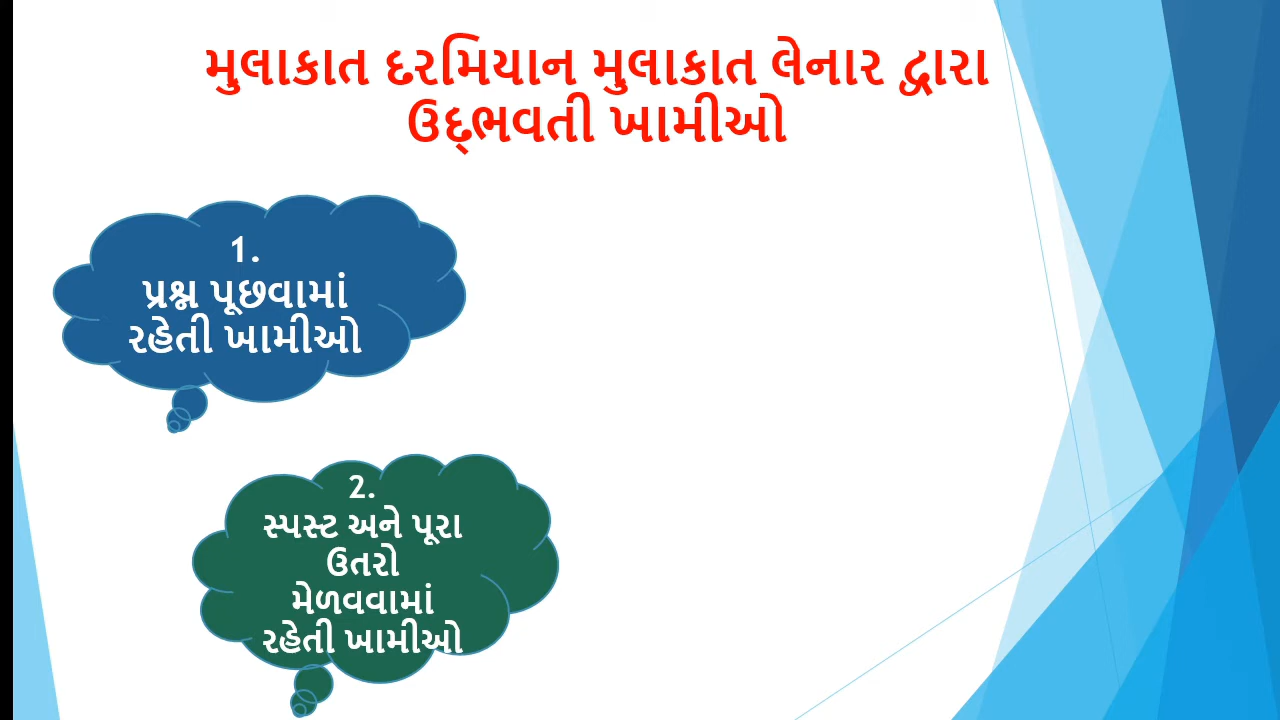 મુલાકાત દરમિયાન મુલાકાત લેનાર દ્વારા
ઉદ્‌ભવતી ખામીઓ
1.
પ્રશ્ન પૂછવામાં
રહેતી ખામીઓ
2.
સ્પસ્ટ અને પૂરા
ઉતરો
મેળવવામાં
રહેતી ખામીઓ